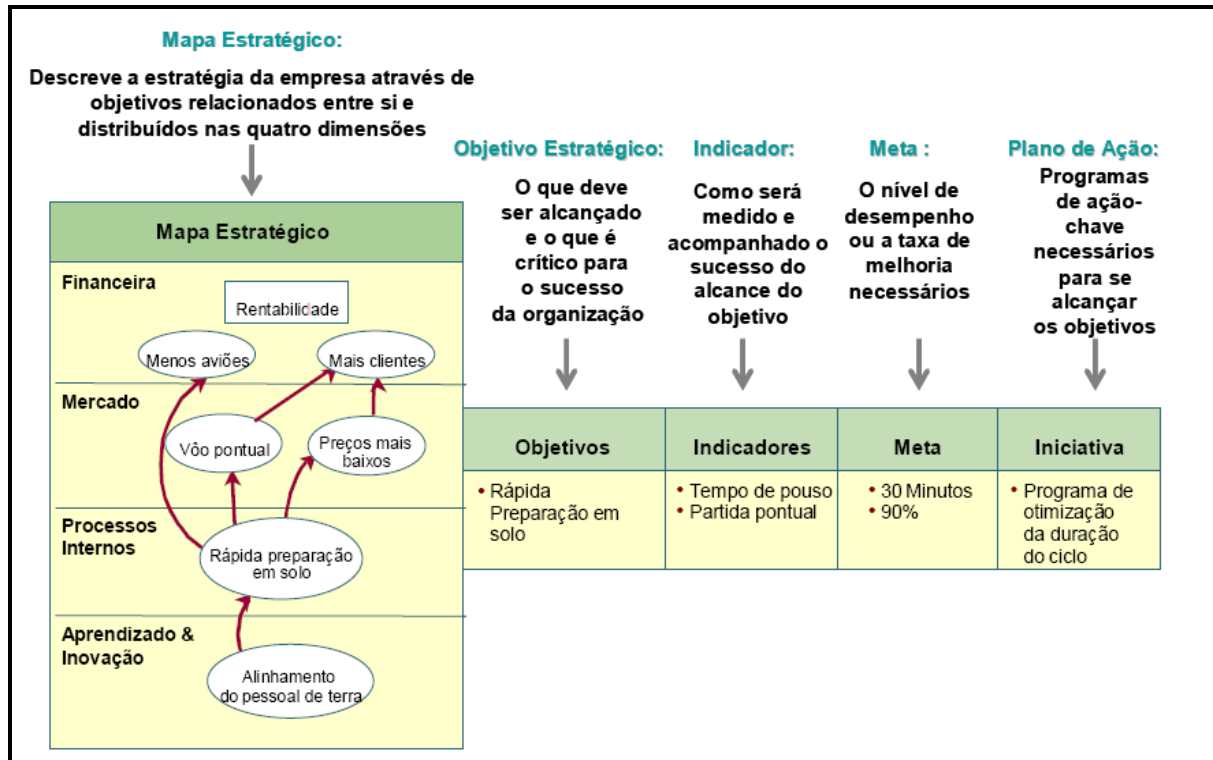 Mapa Estratégico:
Descreve a estratégia da empresa através de
objetivos relacionados entre si e
distribuídos nas quatro dimensões
Objetivo Estratégico:
O que deve
ser alcançado
e o que é
crítico para
o sucesso
da organização
Indicador:
Como será
medido e
acompanhado o
sucesso do
alcance do
objetivo
Meta :
O nível de
desempenho
ou a taxa de
melhoria
necessários
Plano de Ação:
Programas
de ação-
chave
necessários
para se
alcançar
os objetivos
Mapa Estratégico
Financeira
Rentabilidade
Menos aviões
Mais clientes
Mercado
Vôo pontual
Preços mais
baixos
Processos
Internos
Rápida preparação
em solo
Aprendizado &
Inovação
Alinhamento
do pessoal de terra
Objetivos
• Rápida
Preparação em
solo
Indicadores
• Tempo de pouso
• Partida pontual
Meta
• 30 Minutos
• 90%
Iniciativa
• Programa de
otimização
da duração
do ciclo